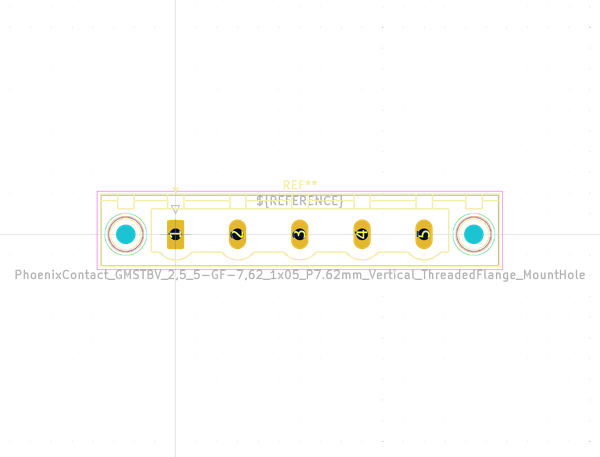 REF**
${REFERENCE}
1 2 3 4 5
PhoenixContact_GMSTBV_2,5_5-GF-7,62_1x05_P7.62mm_Vertical_ThreadedFlange_MountHole